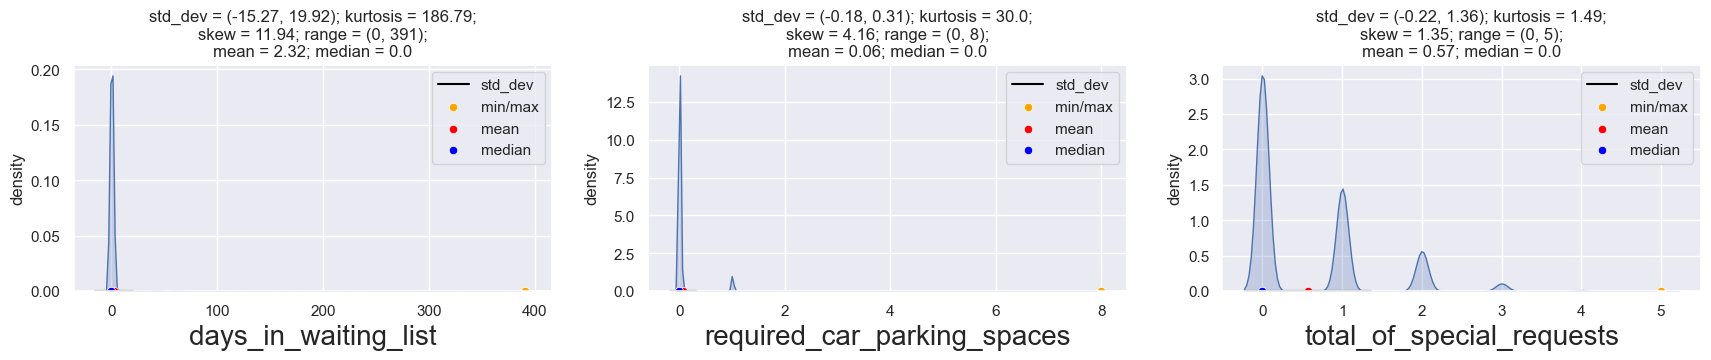 std_dev = (-15.27, 19.92); kurtosis = 186.79;
skew = 11.94; range = (0, 391);
mean = 2.32; median = 0.0
0.20
0.15
0.10
0.05
0.00
density
std_dev
min/max
mean
median
0
100
200
300
400
days_in_waiting_list
std_dev = (-0.18, 0.31); kurtosis = 30.0;
skew = 4.16; range = (0, 8);
mean = 0.06; median = 0.0
12.5
10.0
7.5
5.0
2.5
0.0
density
std_dev
min/max
mean
median
0
2
4
6
8
required_car_parking_spaces
std_dev = (-0.22, 1.36); kurtosis = 1.49;
skew = 1.35; range = (0, 5);
mean = 0.57; median = 0.0
3.0
2.5
2.0
1.5
1.0
0.5
0.0
density
std_dev
min/max
mean
median
0
1
2
3
4
5
total_of_special_requests